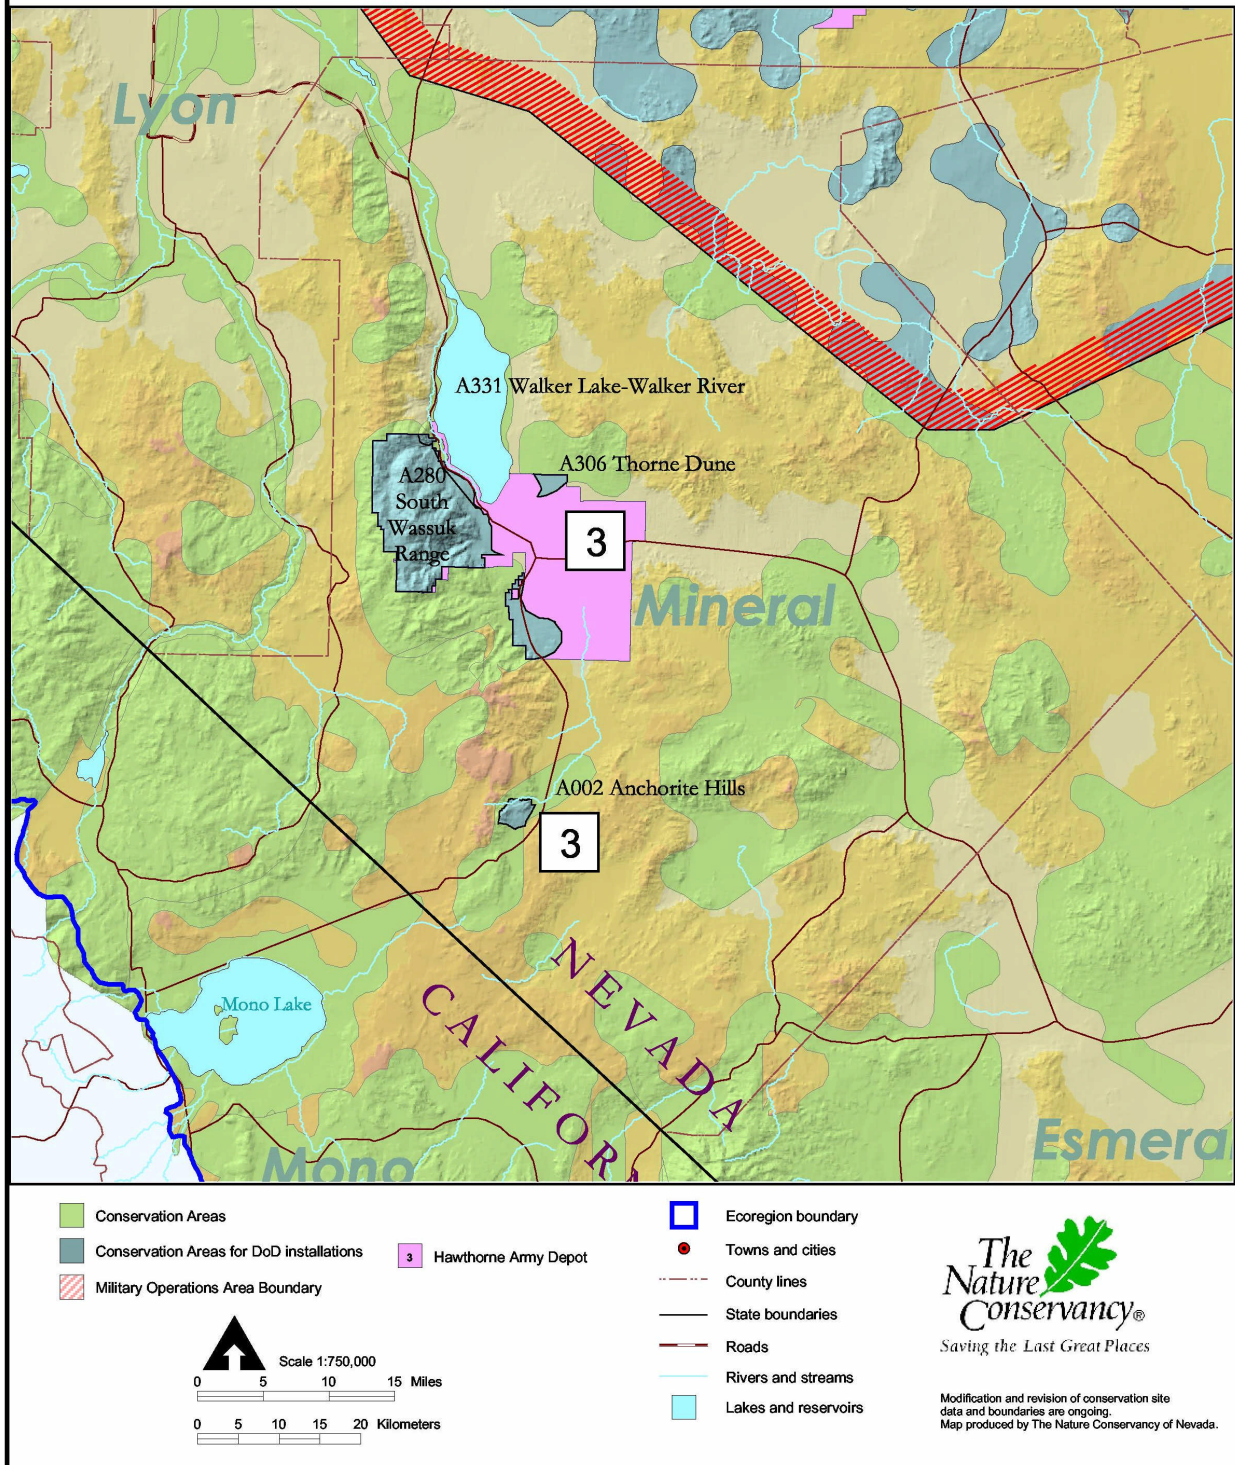 Lyon
A331 Walker Lake-Walker River
A306 Thorne Dune
A280
South
Wassuk
Range
3
Mineral
A002 Anchorite Hills
3
NEVADA
CALIFORN
Mono Lake
Mono
Esmera
Conservation Areas
Conservation Areas for DoD installations
Military Operations Area Boundary
3 Hawthorne Army Depot
Scale 1:750,000
0 5 10 15 Miles
0 5 10 15 20 Kilometers
Ecoregion boundary
Towns and cities
County lines
State boundaries
Roads
Rivers and streams
Lakes and reservoirs
The
Nature
Conservancy®
Saving the Last Great Places
Modification and revision of conservation site
data and boundaries are ongoing.
Map produced by The Nature Conservancy of Nevada.